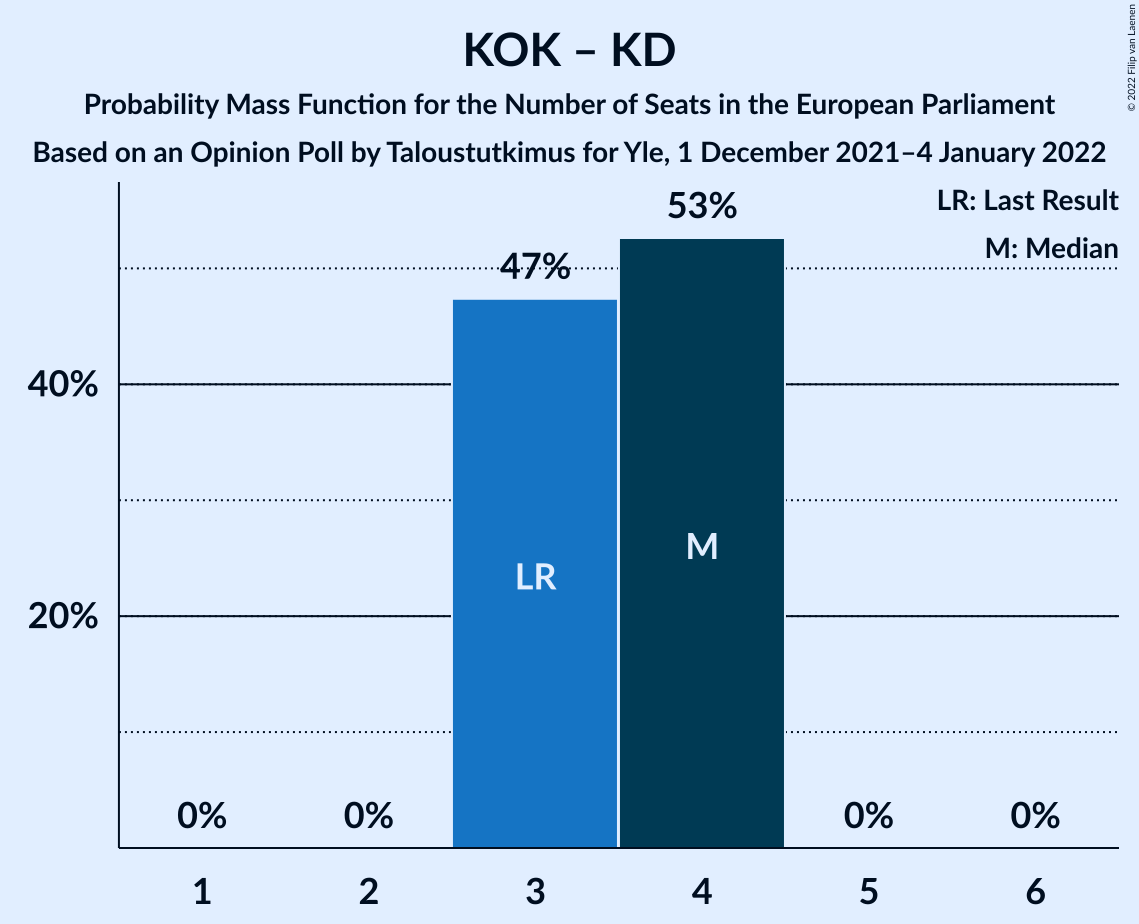 KOK – KD
Probability Mass Function for the Number of Seats in the European Parliament
Based on an Opinion Poll by Taloustutkimus for Yle, 1 December 2021–4 January 2022
© 2022 Filip van Laenen
LR: Last Result
M: Median
53%
47%
40%
20%
M
LR
0%
0%
0%
0%
1
2
3
4
5
6